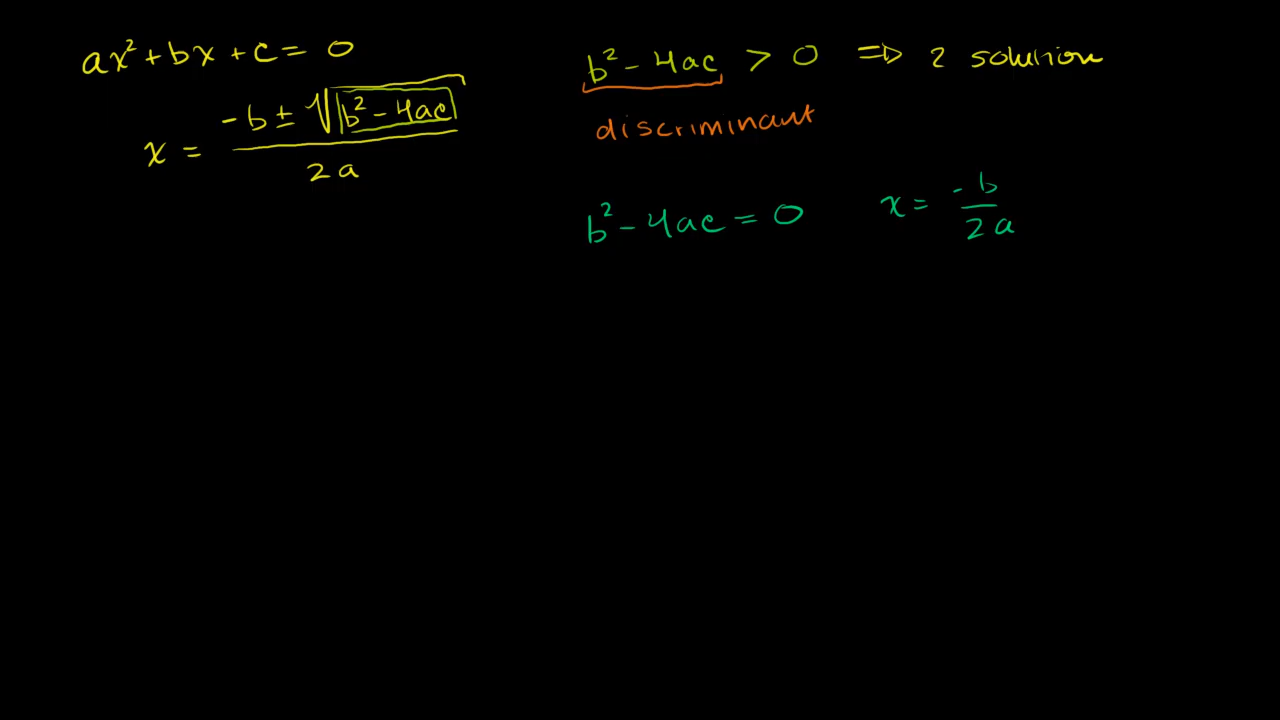 ax² + bx + c = 0
x = (-b ± √(b² - 4ac)) / 2a
b² - 4ac > 0 ⇒ 2 solution
discriminant
b² - 4ac = 0 x = -b / 2a